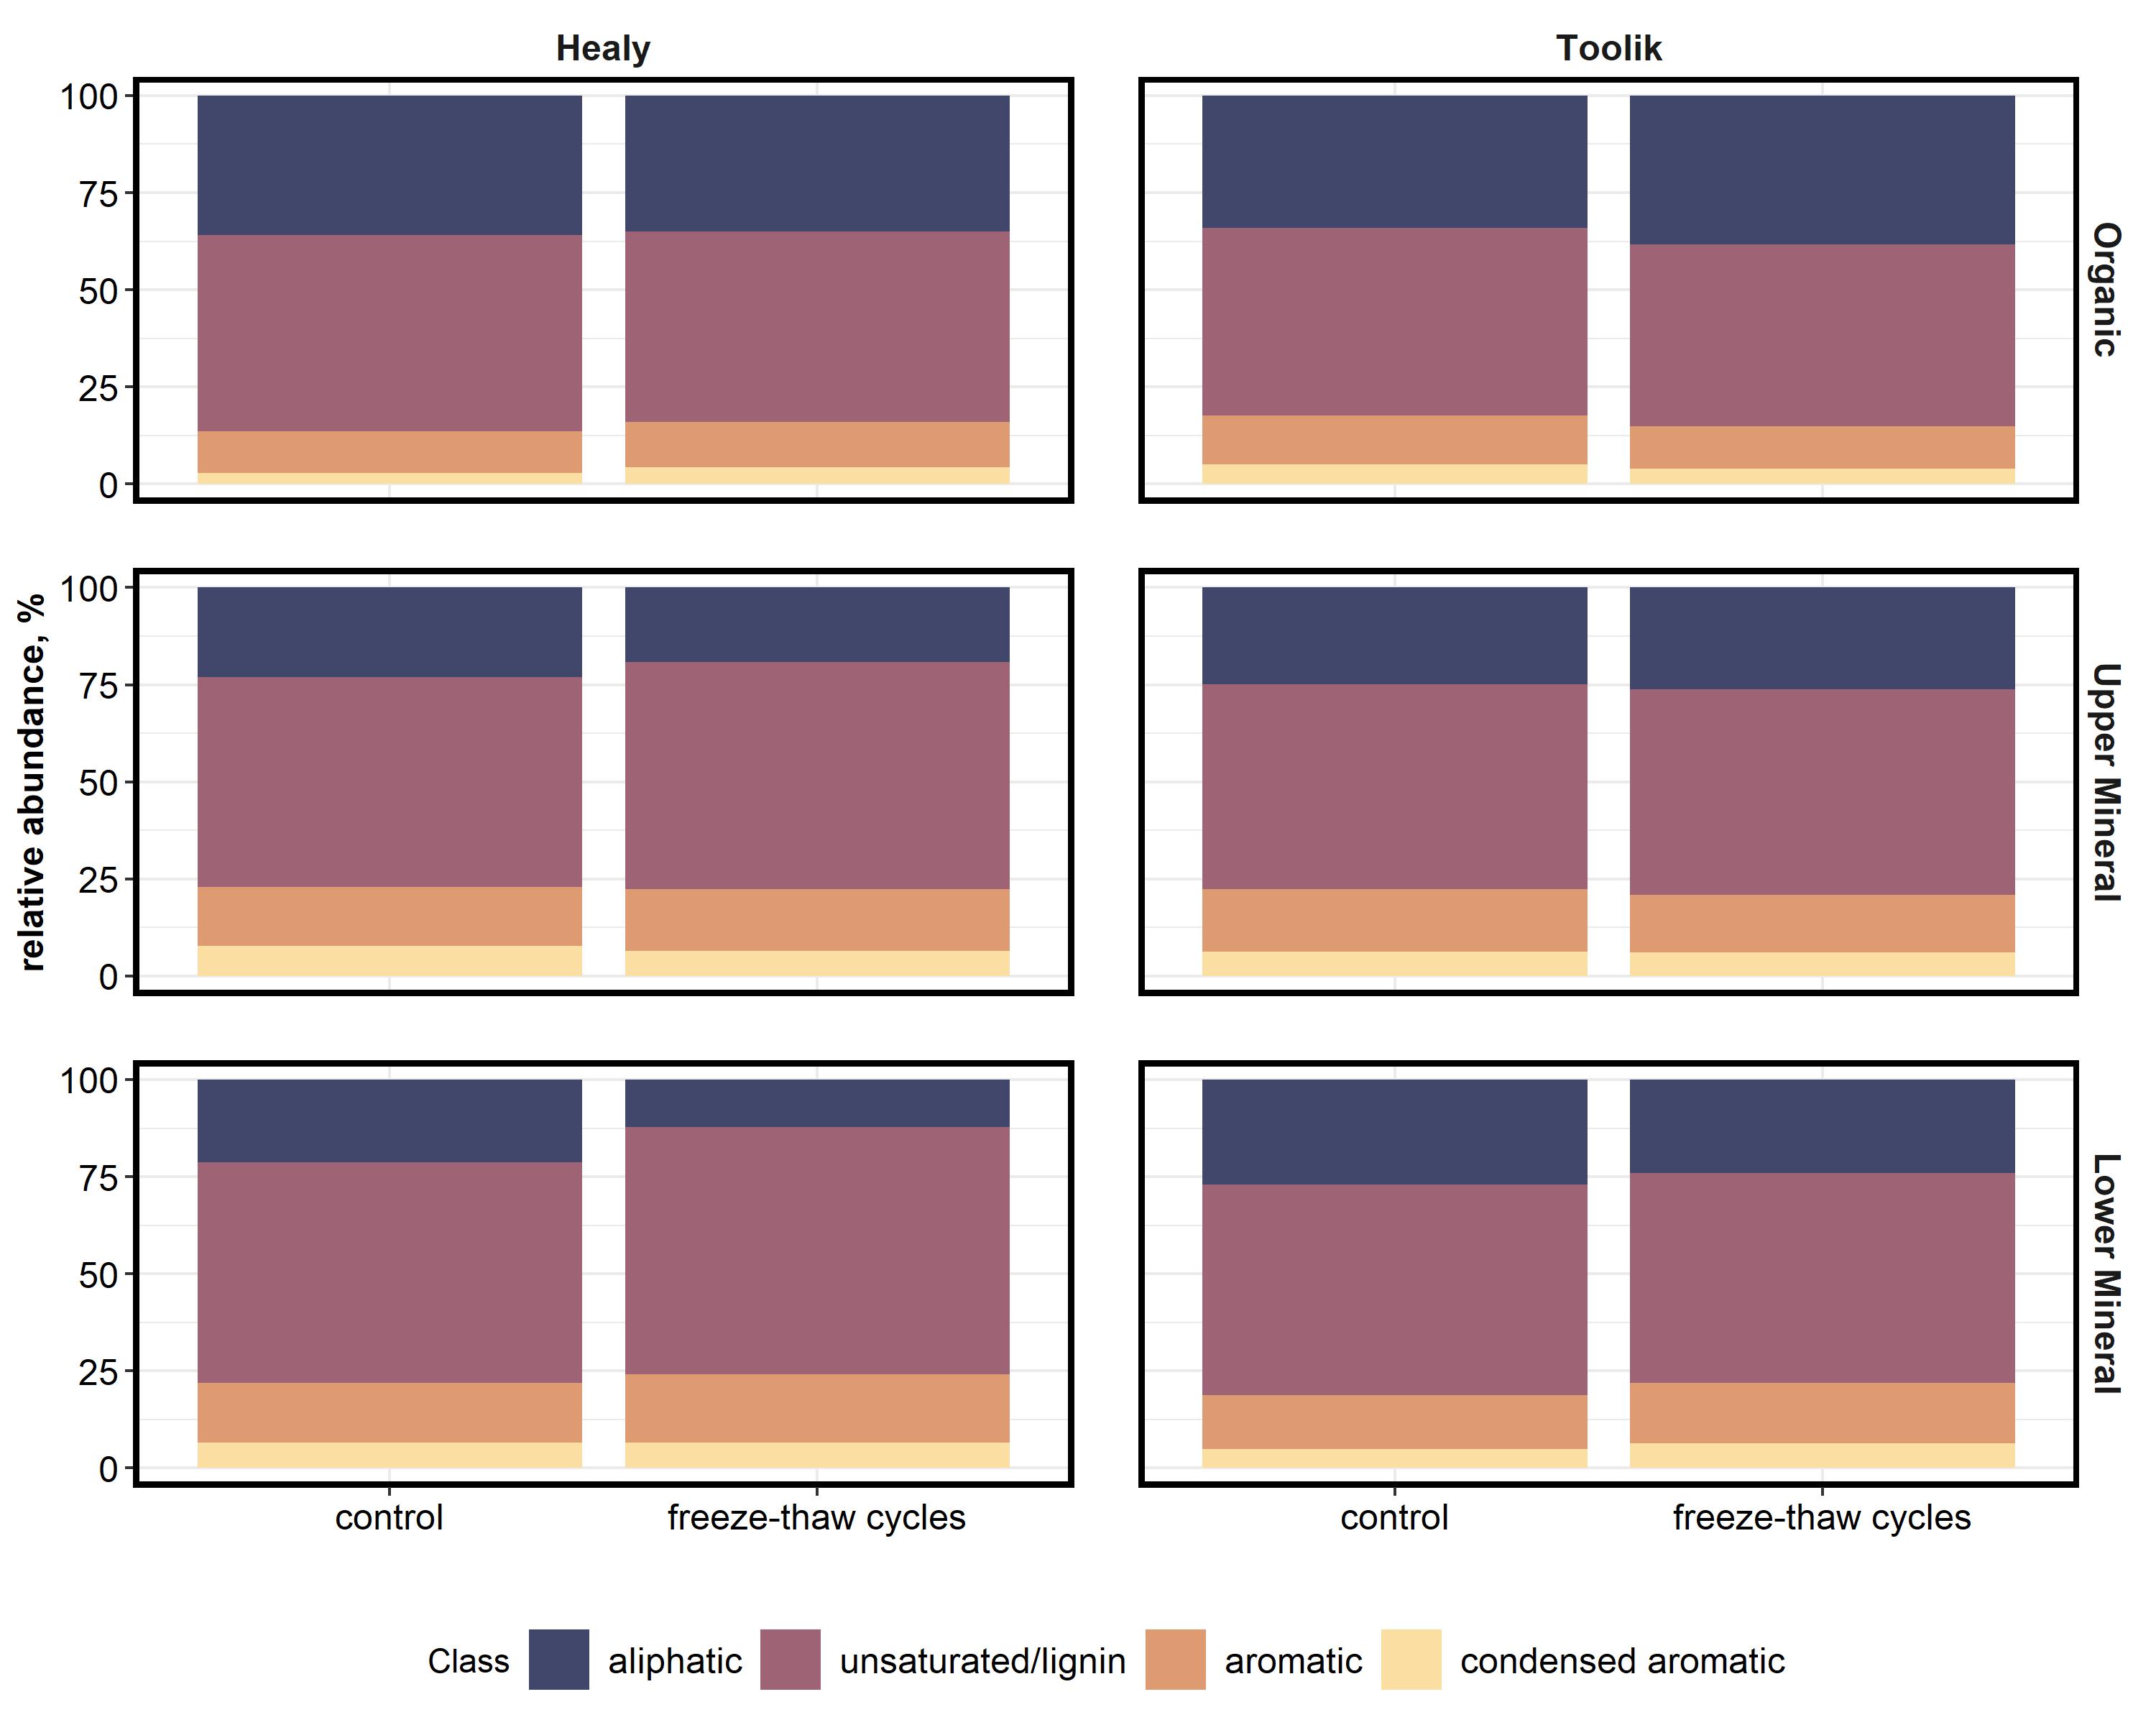 Healy
Toolik
100
75
50
25
0
Organic
relative abundance, %
100
75
50
25
0
Upper Mineral
100
75
50
25
0
Lower Mineral
control
freeze-thaw cycles
control
freeze-thaw cycles
Class aliphatic unsaturated/lignin aromatic condensed aromatic